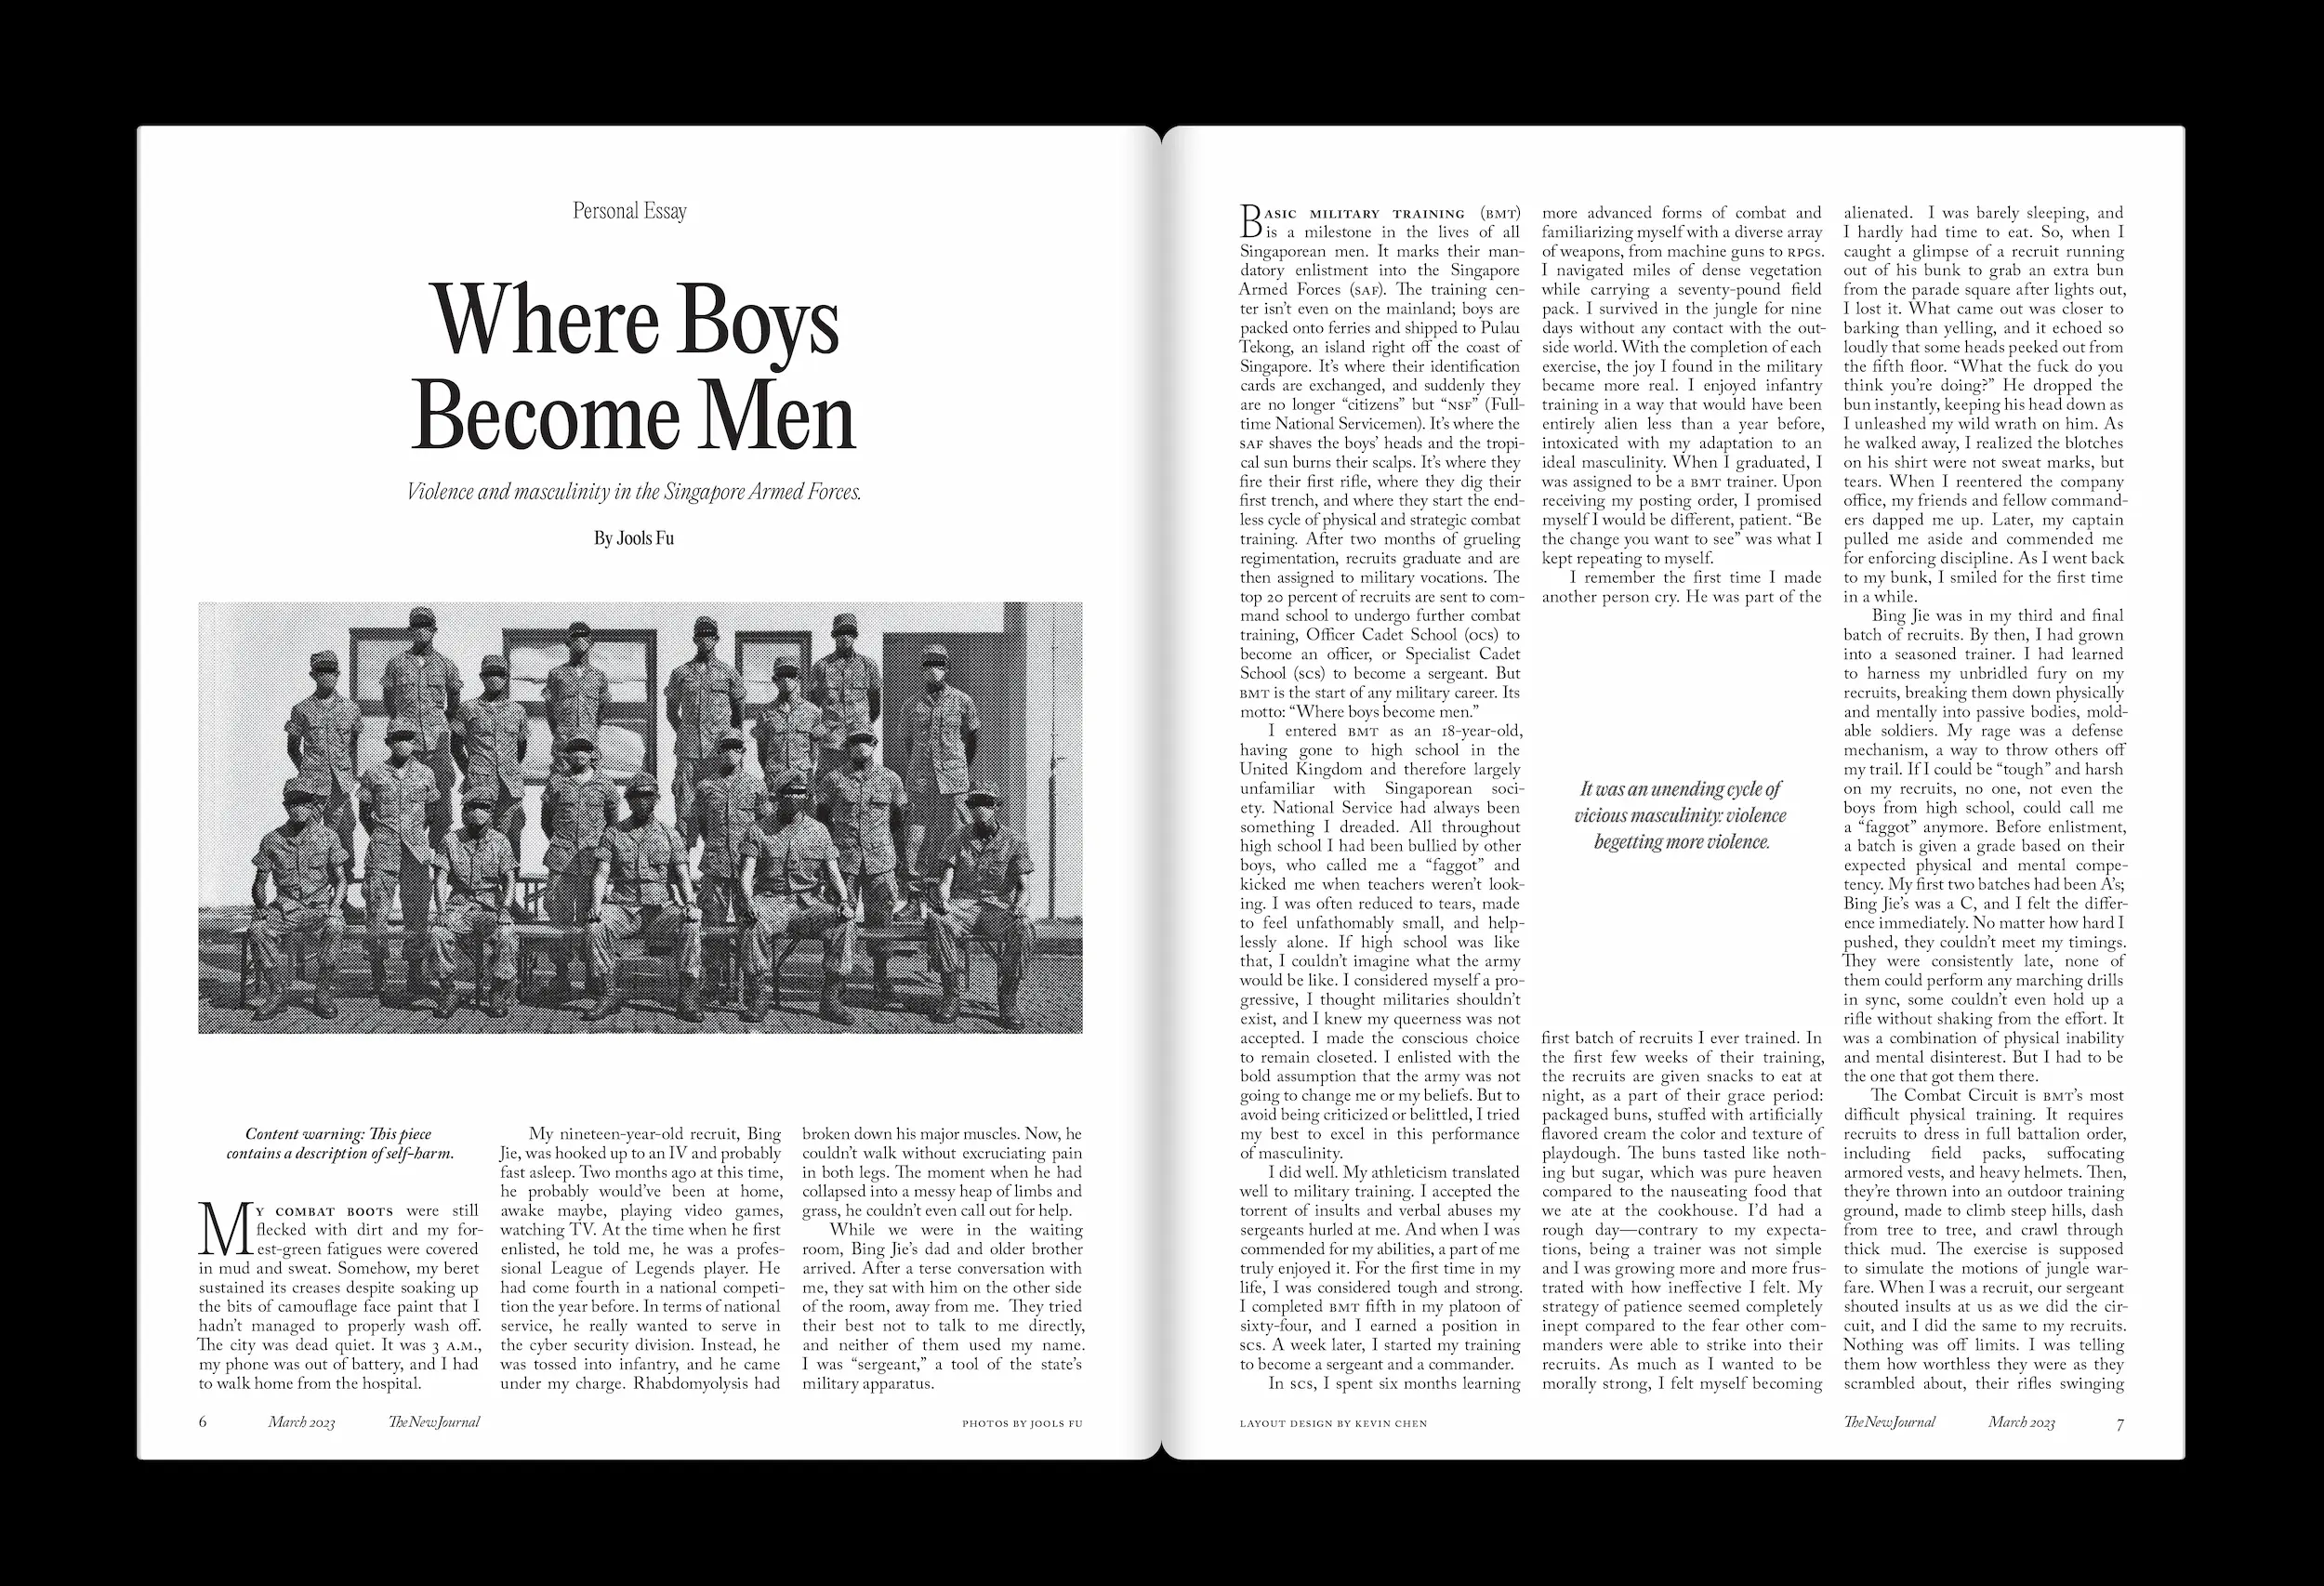 Personal Essay
Where Boys
Become Men
Violence and masculinity in the Singapore Armed Forces.
By Jools Fu
Content warning: This piece
contains a description of self-harm.
MY COMBAT BOOTS were still
flecked with dirt and my for-
est-green fatigues were covered
in mud and sweat. Somehow, my beret
sustained its creases despite soaking up
the bits of camouflage face paint that I
hadn’t managed to properly wash off.
The city was dead quiet. It was 3 A.M.,
my phone was out of battery, and I had
to walk home from the hospital.
My nineteen-year-old recruit, Bing
Jie, was hooked up to an IV and probably
fast asleep. Two months ago at this time,
he probably would’ve been at home,
awake maybe, playing video games,
watching TV. At the time when he first
enlisted, he told me, he was a profes-
sional League of Legends player. He
had come fourth in a national competi-
tion the year before. In terms of national
service, he really wanted to serve in
the cyber security division. Instead, he
was tossed into infantry, and he came
under my charge. Rhabdomyolysis had
broken down his major muscles. Now, he
couldn’t walk without excruciating pain
in both legs. The moment when he had
collapsed into a messy heap of limbs and
grass, he couldn’t even call out for help.
While we were in the waiting
room, Bing Jie’s dad and older brother
arrived. After a terse conversation with
me, they sat with him on the other side
of the room, away from me. They tried
their best not to talk to me directly,
and neither of them used my name.
I was “sergeant,” a tool of the state’s
military apparatus.
6 March 2023 TheNewJournal
PHOTOS BY JOOLS FU
BASIC MILITARY TRAINING (BMT)
is a milestone in the lives of all
Singaporean men. It marks their man-
datory enlistment into the Singapore
Armed Forces (SAF). The training cen-
ter isn’t even on the mainland; boys are
packed onto ferries and shipped to Pulau
Tekong, an island right off the coast of
Singapore. It’s where their identification
cards are exchanged, and suddenly they
are no longer “citizens” but “NSF” (Full-
time National Servicemen). It’s where the
SAF shaves the boys’ heads and the tropi-
cal sun burns their scalps. It’s where they
fire their first rifle, where they dig their
first trench, and where they start the end-
less cycle of physical and strategic combat
training. After two months of grueling
regimentation, recruits graduate and are
then assigned to military vocations. The
top 20 percent of recruits are sent to com-
mand school to undergo further combat
training, Officer Cadet School (OCS) to
become an officer, or Specialist Cadet
School (SCS) to become a sergeant. But
BMT is the start of any military career. Its
motto: “Where boys become men.”
I entered BMT as an 18-year-old,
having gone to high school in the
United Kingdom and therefore largely
unfamiliar with Singaporean soci-
ety. National Service had always been
something I dreaded. All throughout
high school I had been bullied by other
boys, who called me a “faggot” and
kicked me when teachers weren’t look-
ing. I was often reduced to tears, made
to feel unfathomably small, and help-
lessly alone. If high school was like
that, I couldn’t imagine what the army
would be like. I considered myself a pro-
gressive, I thought militaries shouldn’t
exist, and I knew my queerness was not
accepted. I made the conscious choice
to remain closeted. I enlisted with the
bold assumption that the army was not
going to change me or my beliefs. But to
avoid being criticized or belittled, I tried
my best to excel in this performance
of masculinity.
I did well. My athleticism translated
well to military training. I accepted the
torrent of insults and verbal abuses my
sergeants hurled at me. And when I was
commended for my abilities, a part of me
truly enjoyed it. For the first time in my
life, I was considered tough and strong.
I completed BMT fifth in my platoon of
sixty-four, and I earned a position in
SCS. A week later, I started my training
to become a sergeant and a commander.
In SCS, I spent six months learning
more advanced forms of combat and
familiarizing myself with a diverse array
of weapons, from machine guns to RPGS.
I navigated miles of dense vegetation
while carrying a seventy-pound field
pack. I survived in the jungle for nine
days without any contact with the out-
side world. With the completion of each
exercise, the joy I found in the military
became more real. I enjoyed infantry
training in a way that would have been
entirely alien less than a year before,
intoxicated with my adaptation to an
ideal masculinity. When I graduated, I
was assigned to be a BMT trainer. Upon
receiving my posting order, I promised
myself I would be different, patient. “Be
the change you want to see” was what I
kept repeating to myself.
I remember the first time I made
another person cry. He was part of the
It was an unending cycle of
vicious masculinity: violence
begetting more violence.
first batch of recruits I ever trained. In
the first few weeks of their training,
the recruits are given snacks to eat at
night, as a part of their grace period:
packaged buns, stuffed with artificially
flavored cream the color and texture of
playdough. The buns tasted like noth-
ing but sugar, which was pure heaven
compared to the nauseating food that
we ate at the cookhouse. I’d had a
rough day—contrary to my expecta-
tions, being a trainer was not simple
and I was growing more and more frus-
trated with how ineffective I felt. My
strategy of patience seemed completely
inept compared to the fear other com-
manders were able to strike into their
recruits. As much as I wanted to be
morally strong, I felt myself becoming
alienated. I was barely sleeping, and
I hardly had time to eat. So, when I
caught a glimpse of a recruit running
out of his bunk to grab an extra bun
from the parade square after lights out,
I lost it. What came out was closer to
barking than yelling, and it echoed so
loudly that some heads peeked out from
the fifth floor. “What the fuck do you
think you’re doing?” He dropped the
bun instantly, keeping his head down as
I unleashed my wild wrath on him. As
he walked away, I realized the blotches
on his shirt were not sweat marks, but
tears. When I reentered the company
office, my friends and fellow command-
ers dapped me up. Later, my captain
pulled me aside and commended me
for enforcing discipline. As I went back
to my bunk, I smiled for the first time
in a while.
Bing Jie was in my third and final
batch of recruits. By then, I had grown
into a seasoned trainer. I had learned
to harness my unbridled fury on my
recruits, breaking them down physically
and mentally into passive bodies, mold-
able soldiers. My rage was a defense
mechanism, a way to throw others off
my trail. If I could be “tough” and harsh
on my recruits, no one, not even the
boys from high school, could call me
a “faggot” anymore. Before enlistment,
a batch is given a grade based on their
expected physical and mental compe-
tency. My first two batches had been A’s;
Bing Jie’s was a C, and I felt the differ-
ence immediately. No matter how hard I
pushed, they couldn’t meet my timings.
They were consistently late, none of
them could perform any marching drills
in sync, some couldn’t even hold up a
rifle without shaking from the effort. It
was a combination of physical inability
and mental disinterest. But I had to be
the one that got them there.
The Combat Circuit is BMT’s most
difficult physical training. It requires
recruits to dress in full battalion order,
including field packs, suffocating
armored vests, and heavy helmets. Then,
they’re thrown into an outdoor training
ground, made to climb steep hills, dash
from tree to tree, and crawl through
thick mud. The exercise is supposed
to simulate the motions of jungle war-
fare. When I was a recruit, our sergeant
shouted insults at us as we did the cir-
cuit, and I did the same to my recruits.
Nothing was off limits. I was telling
them how worthless they were as they
scrambled about, their rifles swinging
LAYOUT DESIGN BY KEVIN CHEN
TheNewJournal March 2023 7